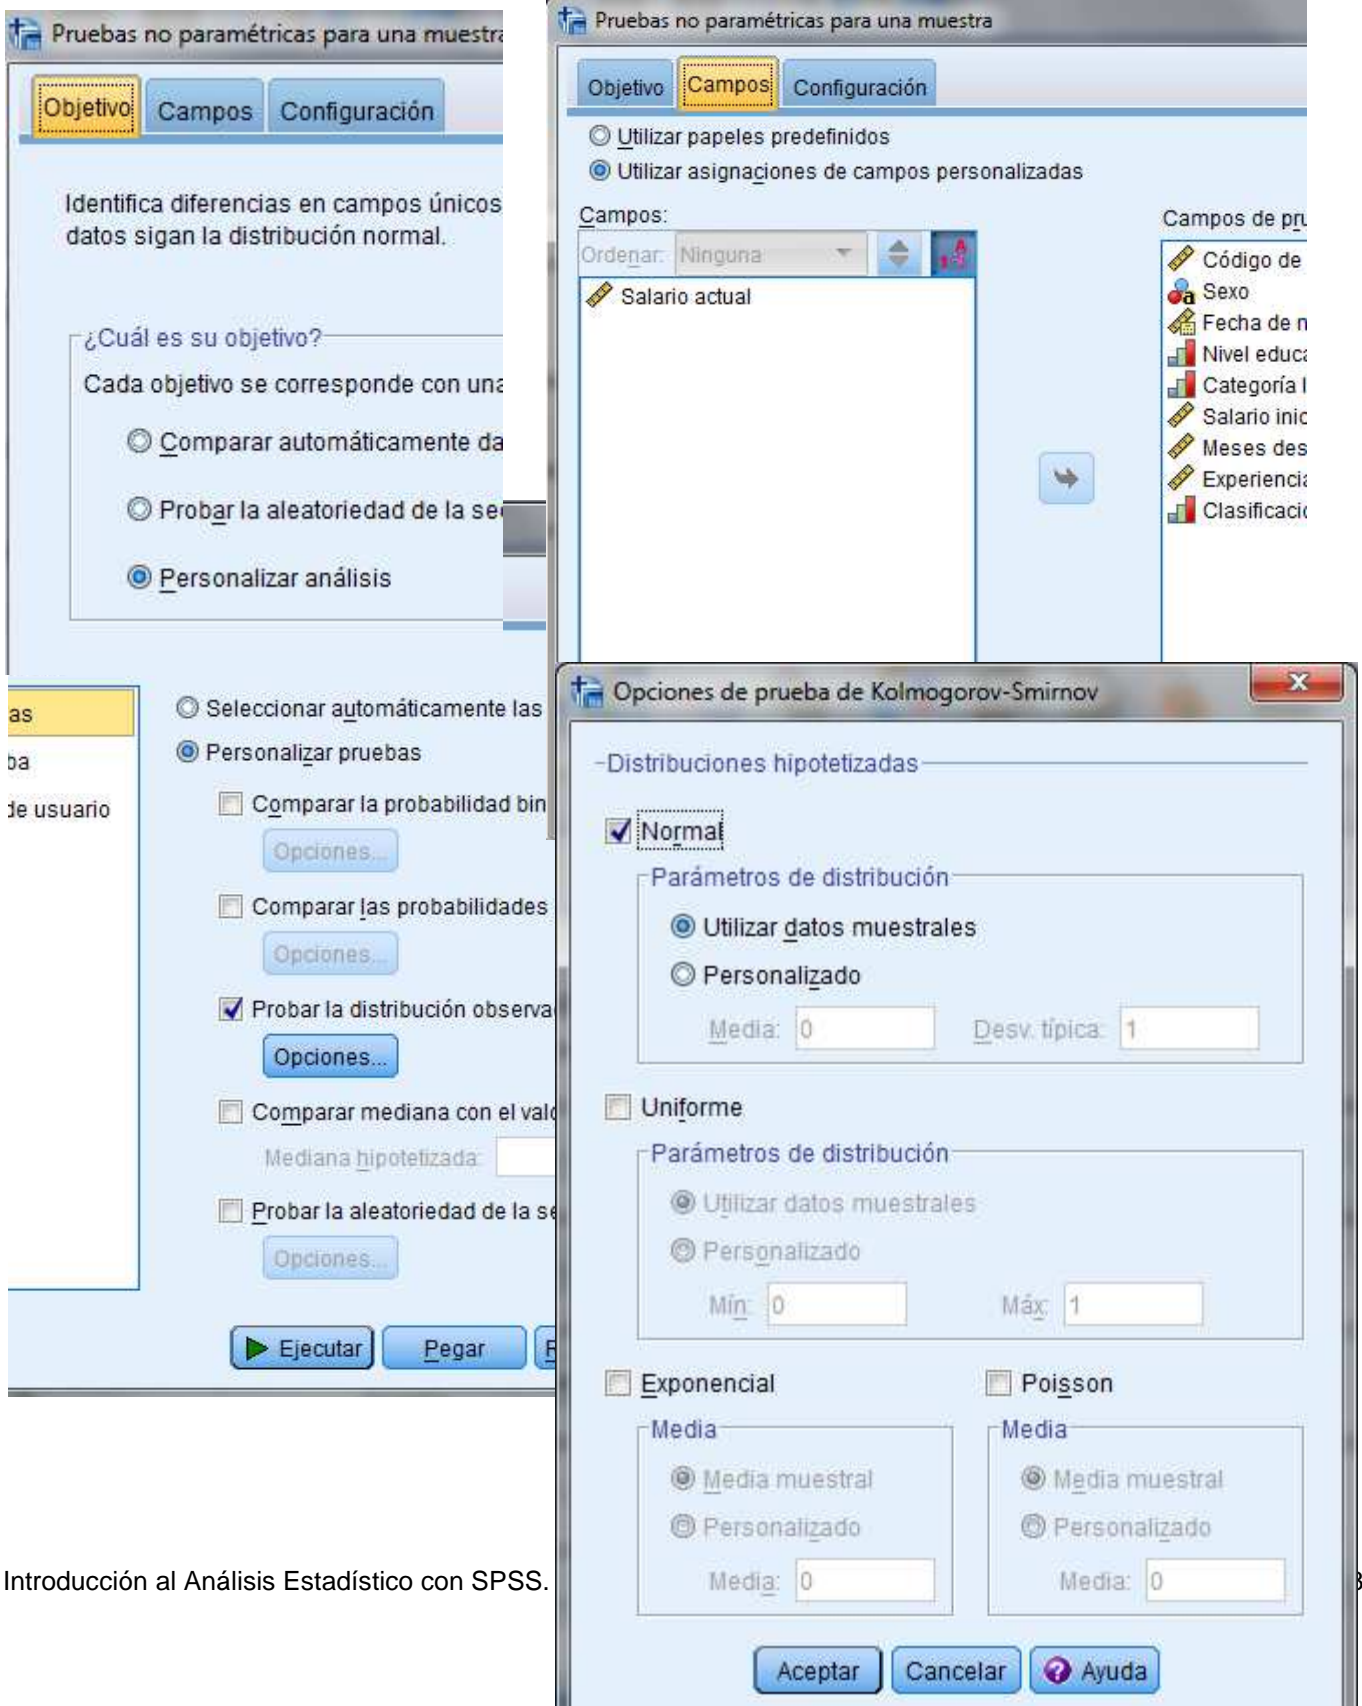 Pruebas no paramétricas para una muestra
Objetivo Campos Configuración
Identifica diferencias en campos únicos
datos sigan la distribución normal.
¿Cuál es su objetivo?
Cada objetivo se corresponde con una
Comparar automáticamente da
Probar la aleatoriedad de la se
Personalizar análisis
Pruebas no paramétricas para una muestra
Objetivo Campos Configuración
Utilizar papeles predefinidos
Utilizar asignaciones de campos personalizadas
Campos:
Ordenar: Ninguna
Salario actual
Campos de pru
Código de
Sexo
Fecha de n
Nivel educa
Categoría l
Salario inic
Meses des
Experiencia
Clasificació
as
ba
de usuario
Seleccionar automáticamente las
Personalizar pruebas
Comparar la probabilidad bin
Opciones...
Comparar las probabilidades
Opciones...
Probar la distribución observa
Opciones...
Comparar mediana con el valo
Mediana hipotetizada:
Probar la aleatoriedad de la se
Opciones...
Ejecutar Pegar R
Opciones de prueba de Kolmogorov-Smirnov
Distribuciones hipotetizadas
Normal
Parámetros de distribución
Utilizar datos muestrales
Personalizado
Media: 0 Desv. típica: 1
Uniforme
Parámetros de distribución
Utilizar datos muestrales
Personalizado
Mín: 0 Máx: 1
Exponencial
Media
Media muestral
Personalizado
Media: 0
Poisson
Media
Media muestral
Personalizado
Media: 0
Aceptar Cancelar Ayuda
Introducción al Análisis Estadístico con SPSS.